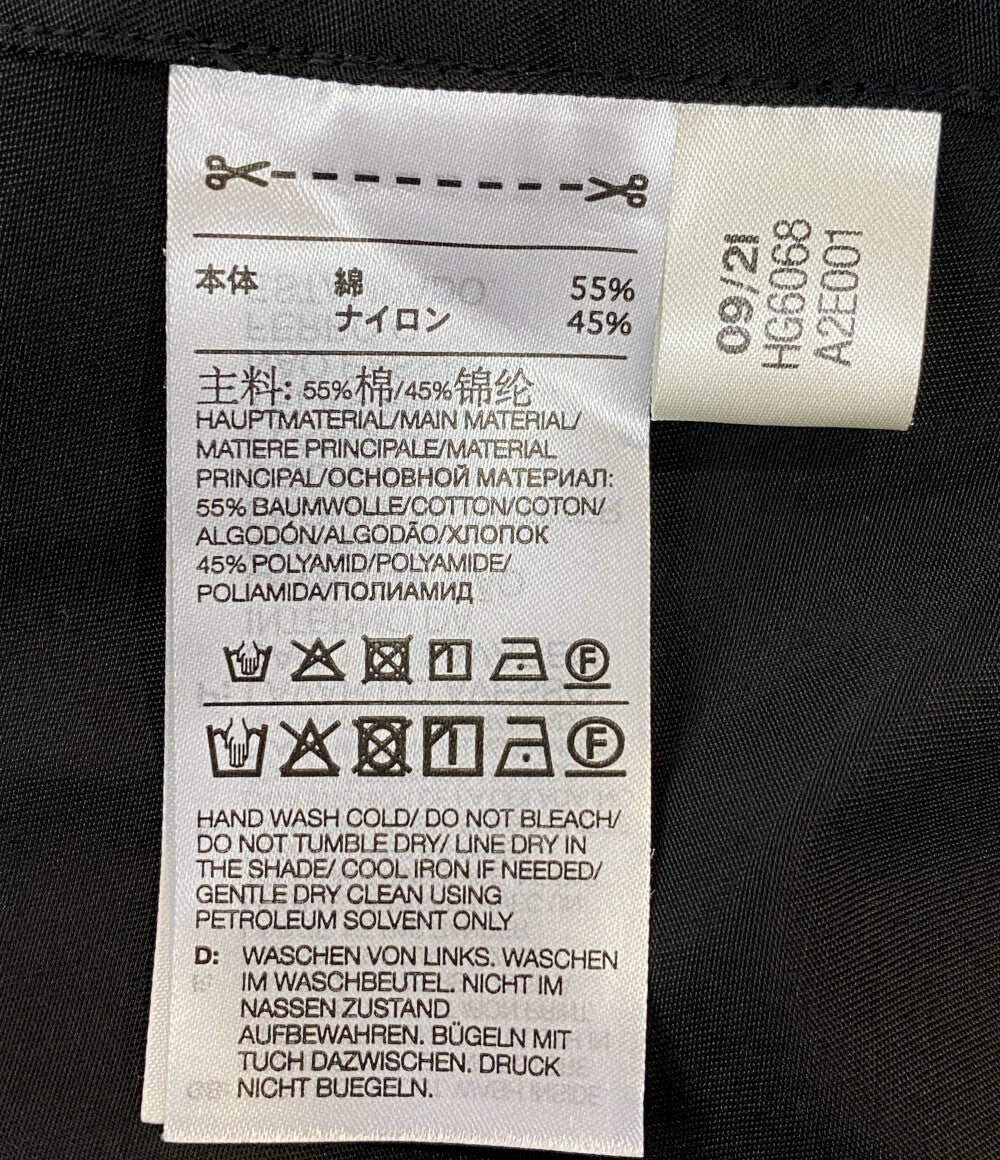 本体 綿 55%
ナイロン 45%
主料: 55%棉/45%锦纶
HAUPTMATERIAL/MAIN MATERIAL/
MATIERE PRINCIPALE/MATERIAL
PRINCIPAL/ОСНОВНОЙ МАТЕРИАЛ:
55% BAUMWOLLE/COTTON/COTON/
ALGODÓN/ALGODÃO/ХЛОПОК
45% POLYAMID/POLYAMIDE/
POLIAMIDA/ПОЛИАМИД
F
F
HAND WASH COLD/ DO NOT BLEACH/
DO NOT TUMBLE DRY/ LINE DRY IN
THE SHADE/ COOL IRON IF NEEDED/
GENTLE DRY CLEAN USING
PETROLEUM SOLVENT ONLY
D: WASCHEN VON LINKS. WASCHEN
IM WASCHBEUTEL. NICHT IM
NASSEN ZUSTAND
AUFBEWAHREN. BÜGELN MIT
TUCH DAZWISCHEN. DRUCK
NICHT BUEGELN.
09/21
HG6068
A2E001